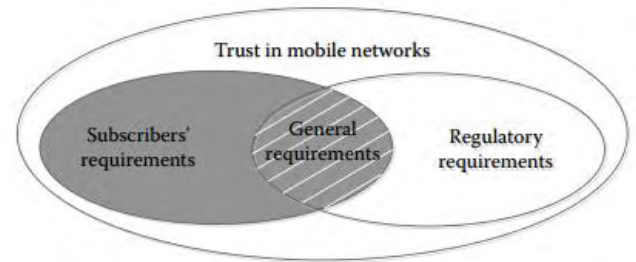 Trust in mobile networks
Subscribers'
requirements
General
requirements
Regulatory
requirements